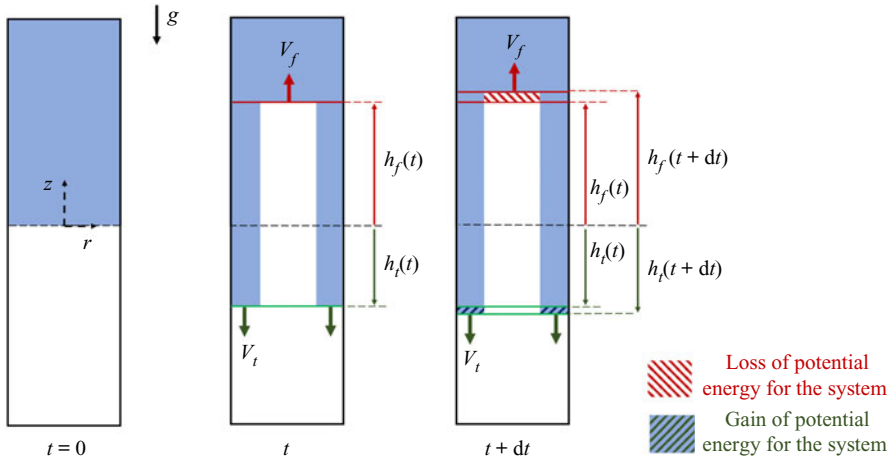 g
V_f
V_f
h_f(t)
h_f(t + dt)
z
h_f(t)
r
h_t(t)
h_t(t)
h_t(t + dt)
V_t
V_t
Loss of potential
energy for the system
Gain of potential
energy for the system
t = 0
t
t + dt